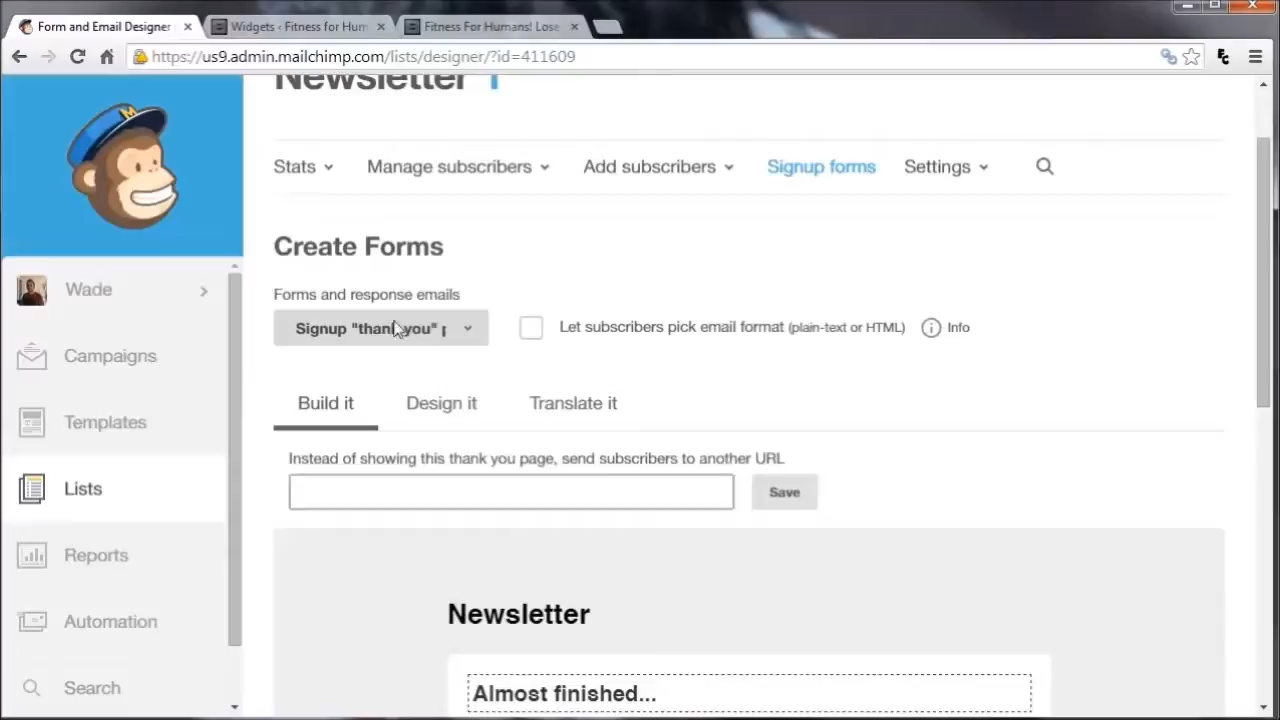 Form and Email Designer
Widgets ‹ Fitness for Hum
Fitness For Humans! Lose
https://us9.admin.mailchimp.com/lists/designer/?id=411609
Newsletter
Stats
Manage subscribers
Add subscribers
Signup forms
Settings
Create Forms
Forms and response emails
Signup "thank you" p
Let subscribers pick email format (plain-text or HTML)
Info
Build it
Design it
Translate it
Instead of showing this thank you page, send subscribers to another URL
Save
Newsletter
Almost finished...
M
Wade
Campaigns
Templates
Lists
Reports
Automation
Search